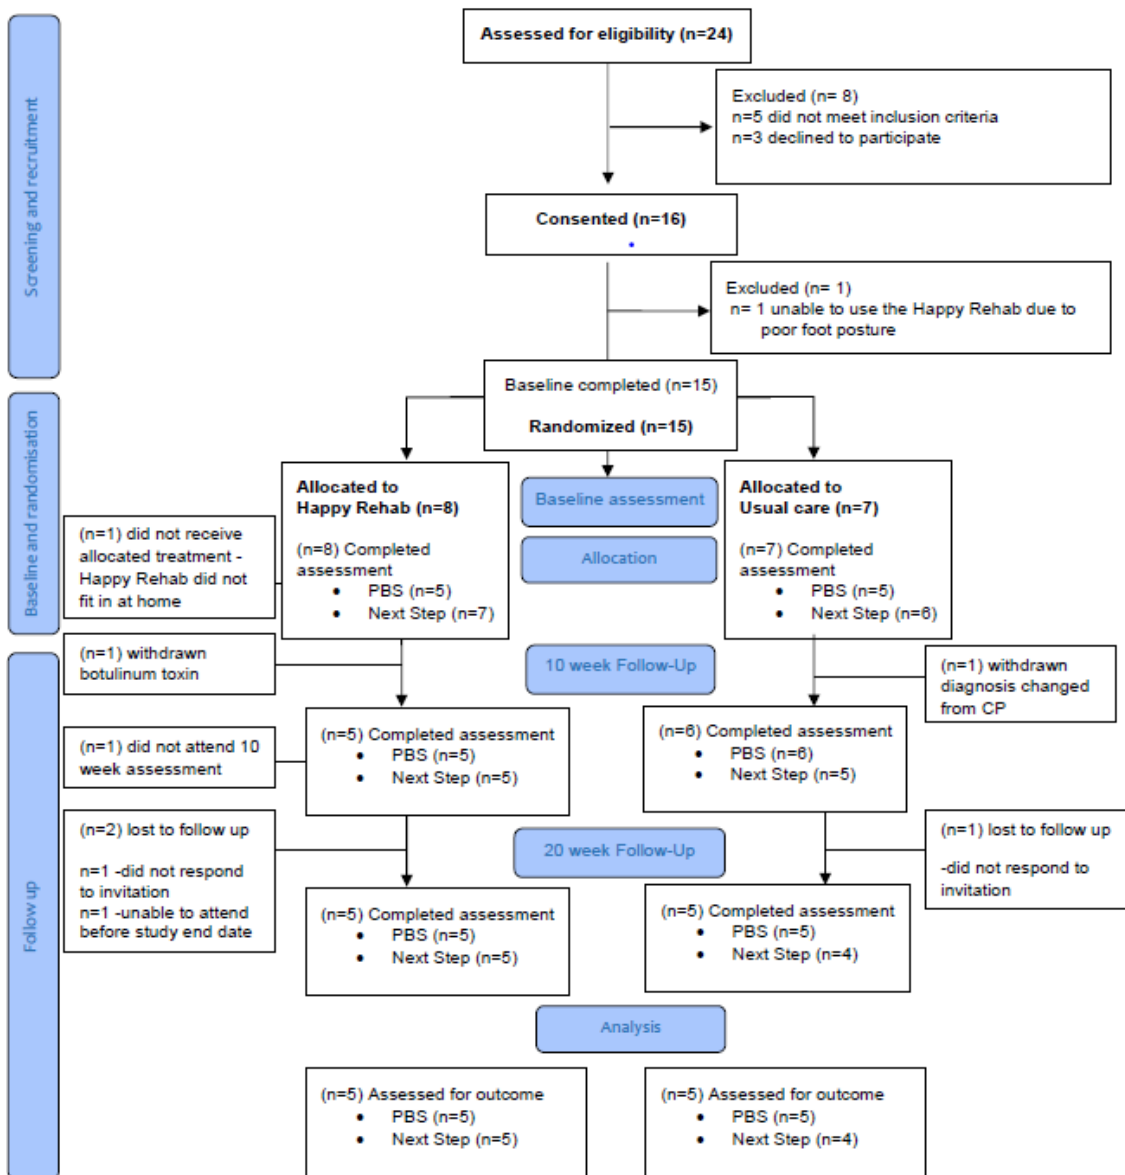 Assessed for eligibility (n=24)
Excluded (n= 8)
n=5 did not meet inclusion criteria
n=3 declined to participate
Screening and recruitment
Consented (n=16)
Excluded (n= 1)
n= 1 unable to use the Happy Rehab due to
poor foot posture
Baseline completed (n=15)
Randomized (n=15)
Baseline and randomisation
Baseline assessment
Allocation
Allocated to
Happy Rehab (n=8)
(n=8) Completed
assessment
• PBS (n=5)
• Next Step (n=7)
Allocated to
Usual care (n=7)
(n=7) Completed
assessment
• PBS (n=5)
• Next Step (n=6)
(n=1) did not receive
allocated treatment -
Happy Rehab did not
fit in at home
(n=1) withdrawn
botulinum toxin
10 week Follow-Up
(n=1) withdrawn
diagnosis changed
from CP
Follow up
(n=1) did not attend 10
week assessment
(n=5) Completed assessment
• PBS (n=5)
• Next Step (n=5)
(n=6) Completed assessment
• PBS (n=6)
• Next Step (n=5)
(n=2) lost to follow up
n=1 -did not respond
to invitation
n=1 -unable to attend
before study end date
20 week Follow-Up
(n=1) lost to follow up
-did not respond to
invitation
(n=5) Completed assessment
• PBS (n=5)
• Next Step (n=5)
(n=5) Completed assessment
• PBS (n=5)
• Next Step (n=4)
Analysis
(n=5) Assessed for outcome
• PBS (n=5)
• Next Step (n=5)
(n=5) Assessed for outcome
• PBS (n=5)
• Next Step (n=4)